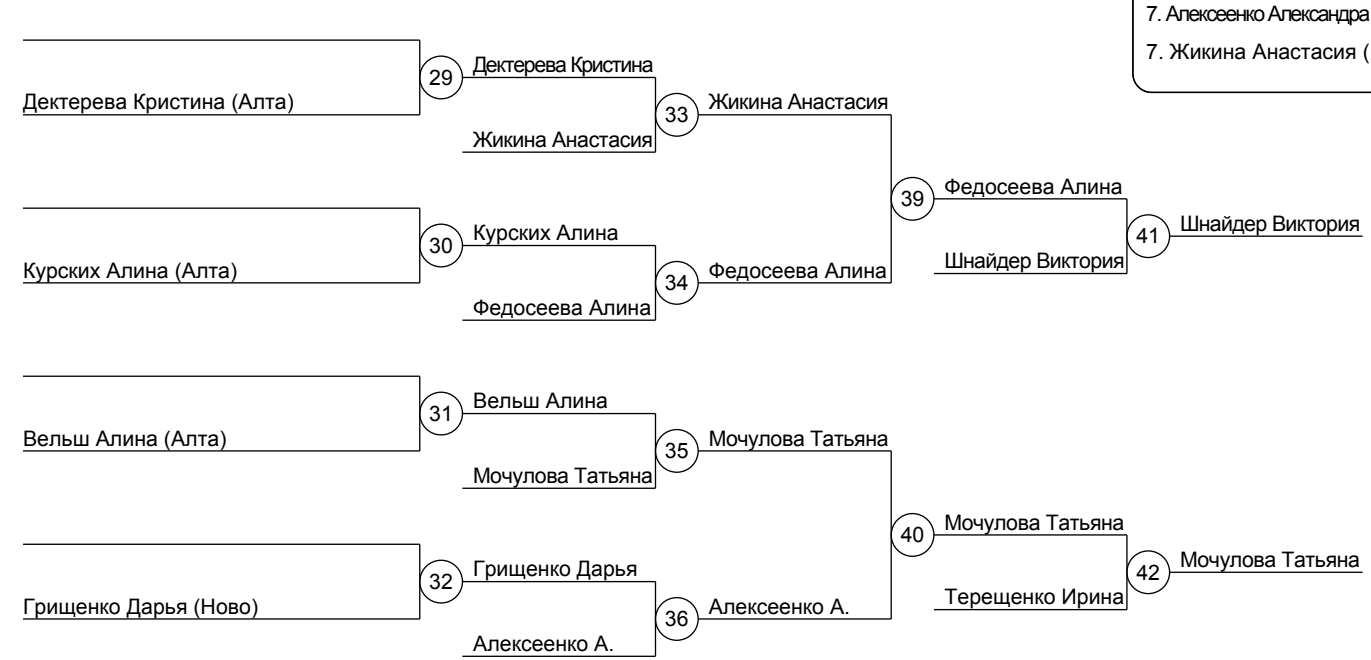 7. Алексеенко Александра
7. Жикина Анастасия (
29
Дектерева Кристина
Дектерева Кристина (Алта)
33
Жикина Анастасия
Жикина Анастасия
39
Федосеева Алина
30
Курских Алина
41
Шнайдер Виктория
Курских Алина (Алта)
34
Федосеева Алина
Шнайдер Виктория
Федосеева Алина
31
Вельш Алина
Вельш Алина (Алта)
35
Мочулова Татьяна
Мочулова Татьяна
40
Мочулова Татьяна
32
Грищенко Дарья
42
Мочулова Татьяна
Грищенко Дарья (Ново)
36
Алексеенко А.
Терещенко Ирина
Алексеенко А.